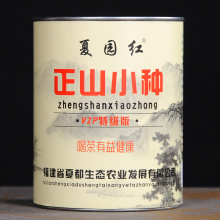 夏园红
正山小种
zhengshanxiaozhong
VIP特级版
喝茶有益健康
福建省夏都生态农业发展有限公司